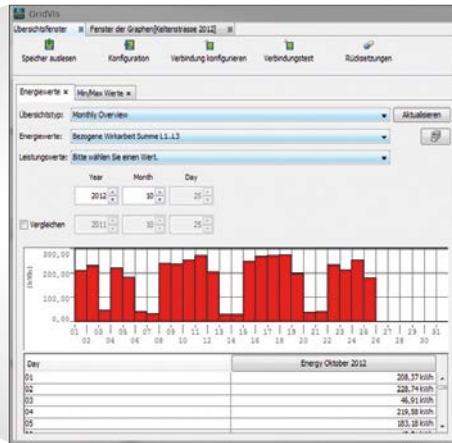 GridVis
Übersichtsfenster Fenster der Graphen[Keltenstrasse 2012]
Speicher auslesen Konfiguration Verbindung konfigurieren Verbindungstest Rücksetzungen
Energiewerte Min/Max Werte
Übersichtstyp: Monthly Overview Aktualisieren
Energiewerte: Bezogene Wirkarbeit Summe L1..L3
Leistungswerte: Bitte wählen Sie einen Wert.
Year Month Day
2012 10 25
Vergleichen 2011 10 25
[kWh]
300,00
200,00
100,00
0,00
01 03 05 07 09 11 13 15 17 19 21 23 25 27 29 31
02 04 06 08 10 12 14 16 18 20 22 24 26 28 30
Day Energy Oktober 2012
01 208,37 kWh
02 228,74 kWh
03 46,91 kWh
04 219,58 kWh
05 183,18 kWh